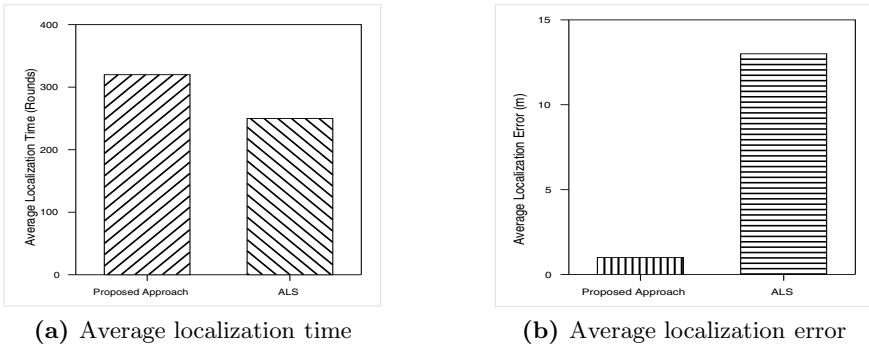 400
300
200
100
0
Average Localization Time (Rounds)
Proposed Approach
ALS
(a) Average localization time
15
10
5
0
Average Localization Error (m)
Proposed Approach
ALS
(b) Average localization error